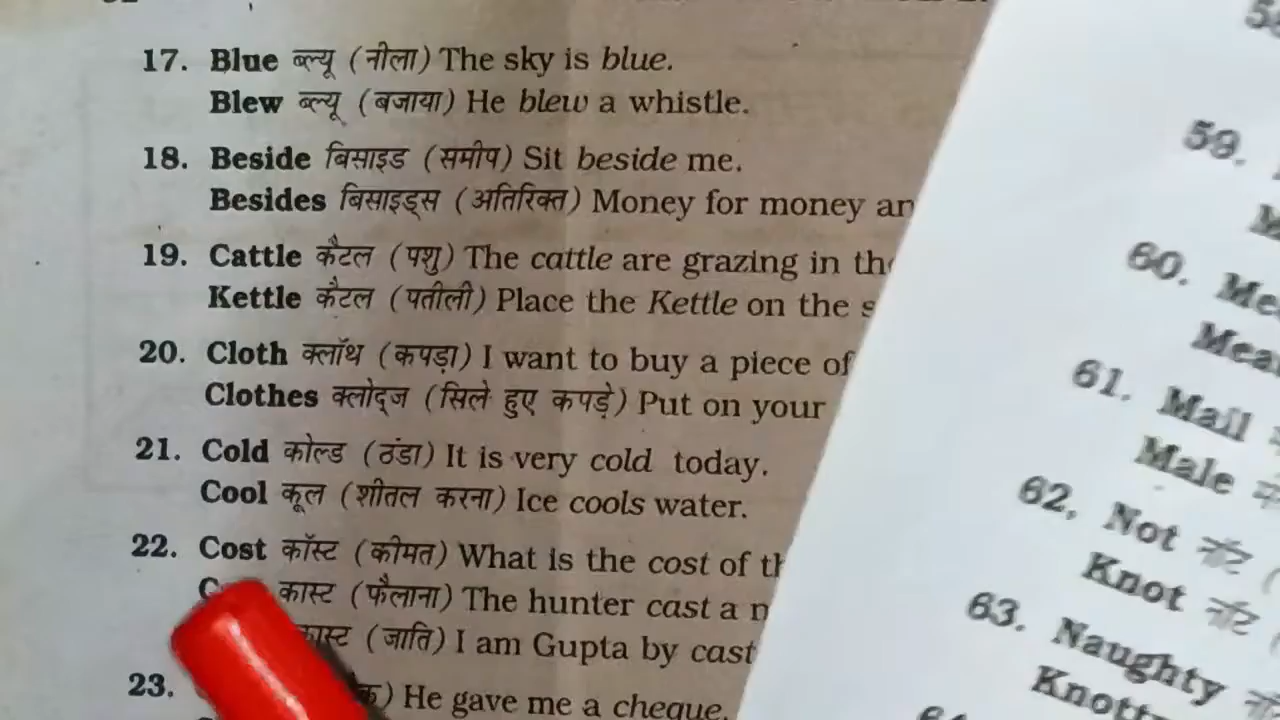 17. Blue ब्ल्यू (नीला) The sky is blue.
Blew ब्ल्यू (बजाया) He blew a whistle.
18. Beside बिसाइड (समीप) Sit beside me.
Besides बिसाइड्स (अतिरिक्त) Money for money an
19. Cattle कैटल (पशु) The cattle are grazing in th
Kettle कैटल (पतीली) Place the Kettle on the s
20. Cloth क्लॉथ (कपड़ा) I want to buy a piece of
Clothes क्लोद्ज (सिले हुए कपड़े) Put on your
21. Cold कोल्ड (ठंडा) It is very cold today.
Cool कूल (शीतल करना) Ice cools water.
22. Cost कॉस्ट (कीमत) What is the cost of th
कास्ट (फैलाना) The hunter cast a n
कास्ट (जाति) I am Gupta by cast
23. He gave me a cheque.
59.
60. Me
Mea
61. Mail
Male
62. Not नॉट (
Knot नॉट (
63. Naughty
Knott